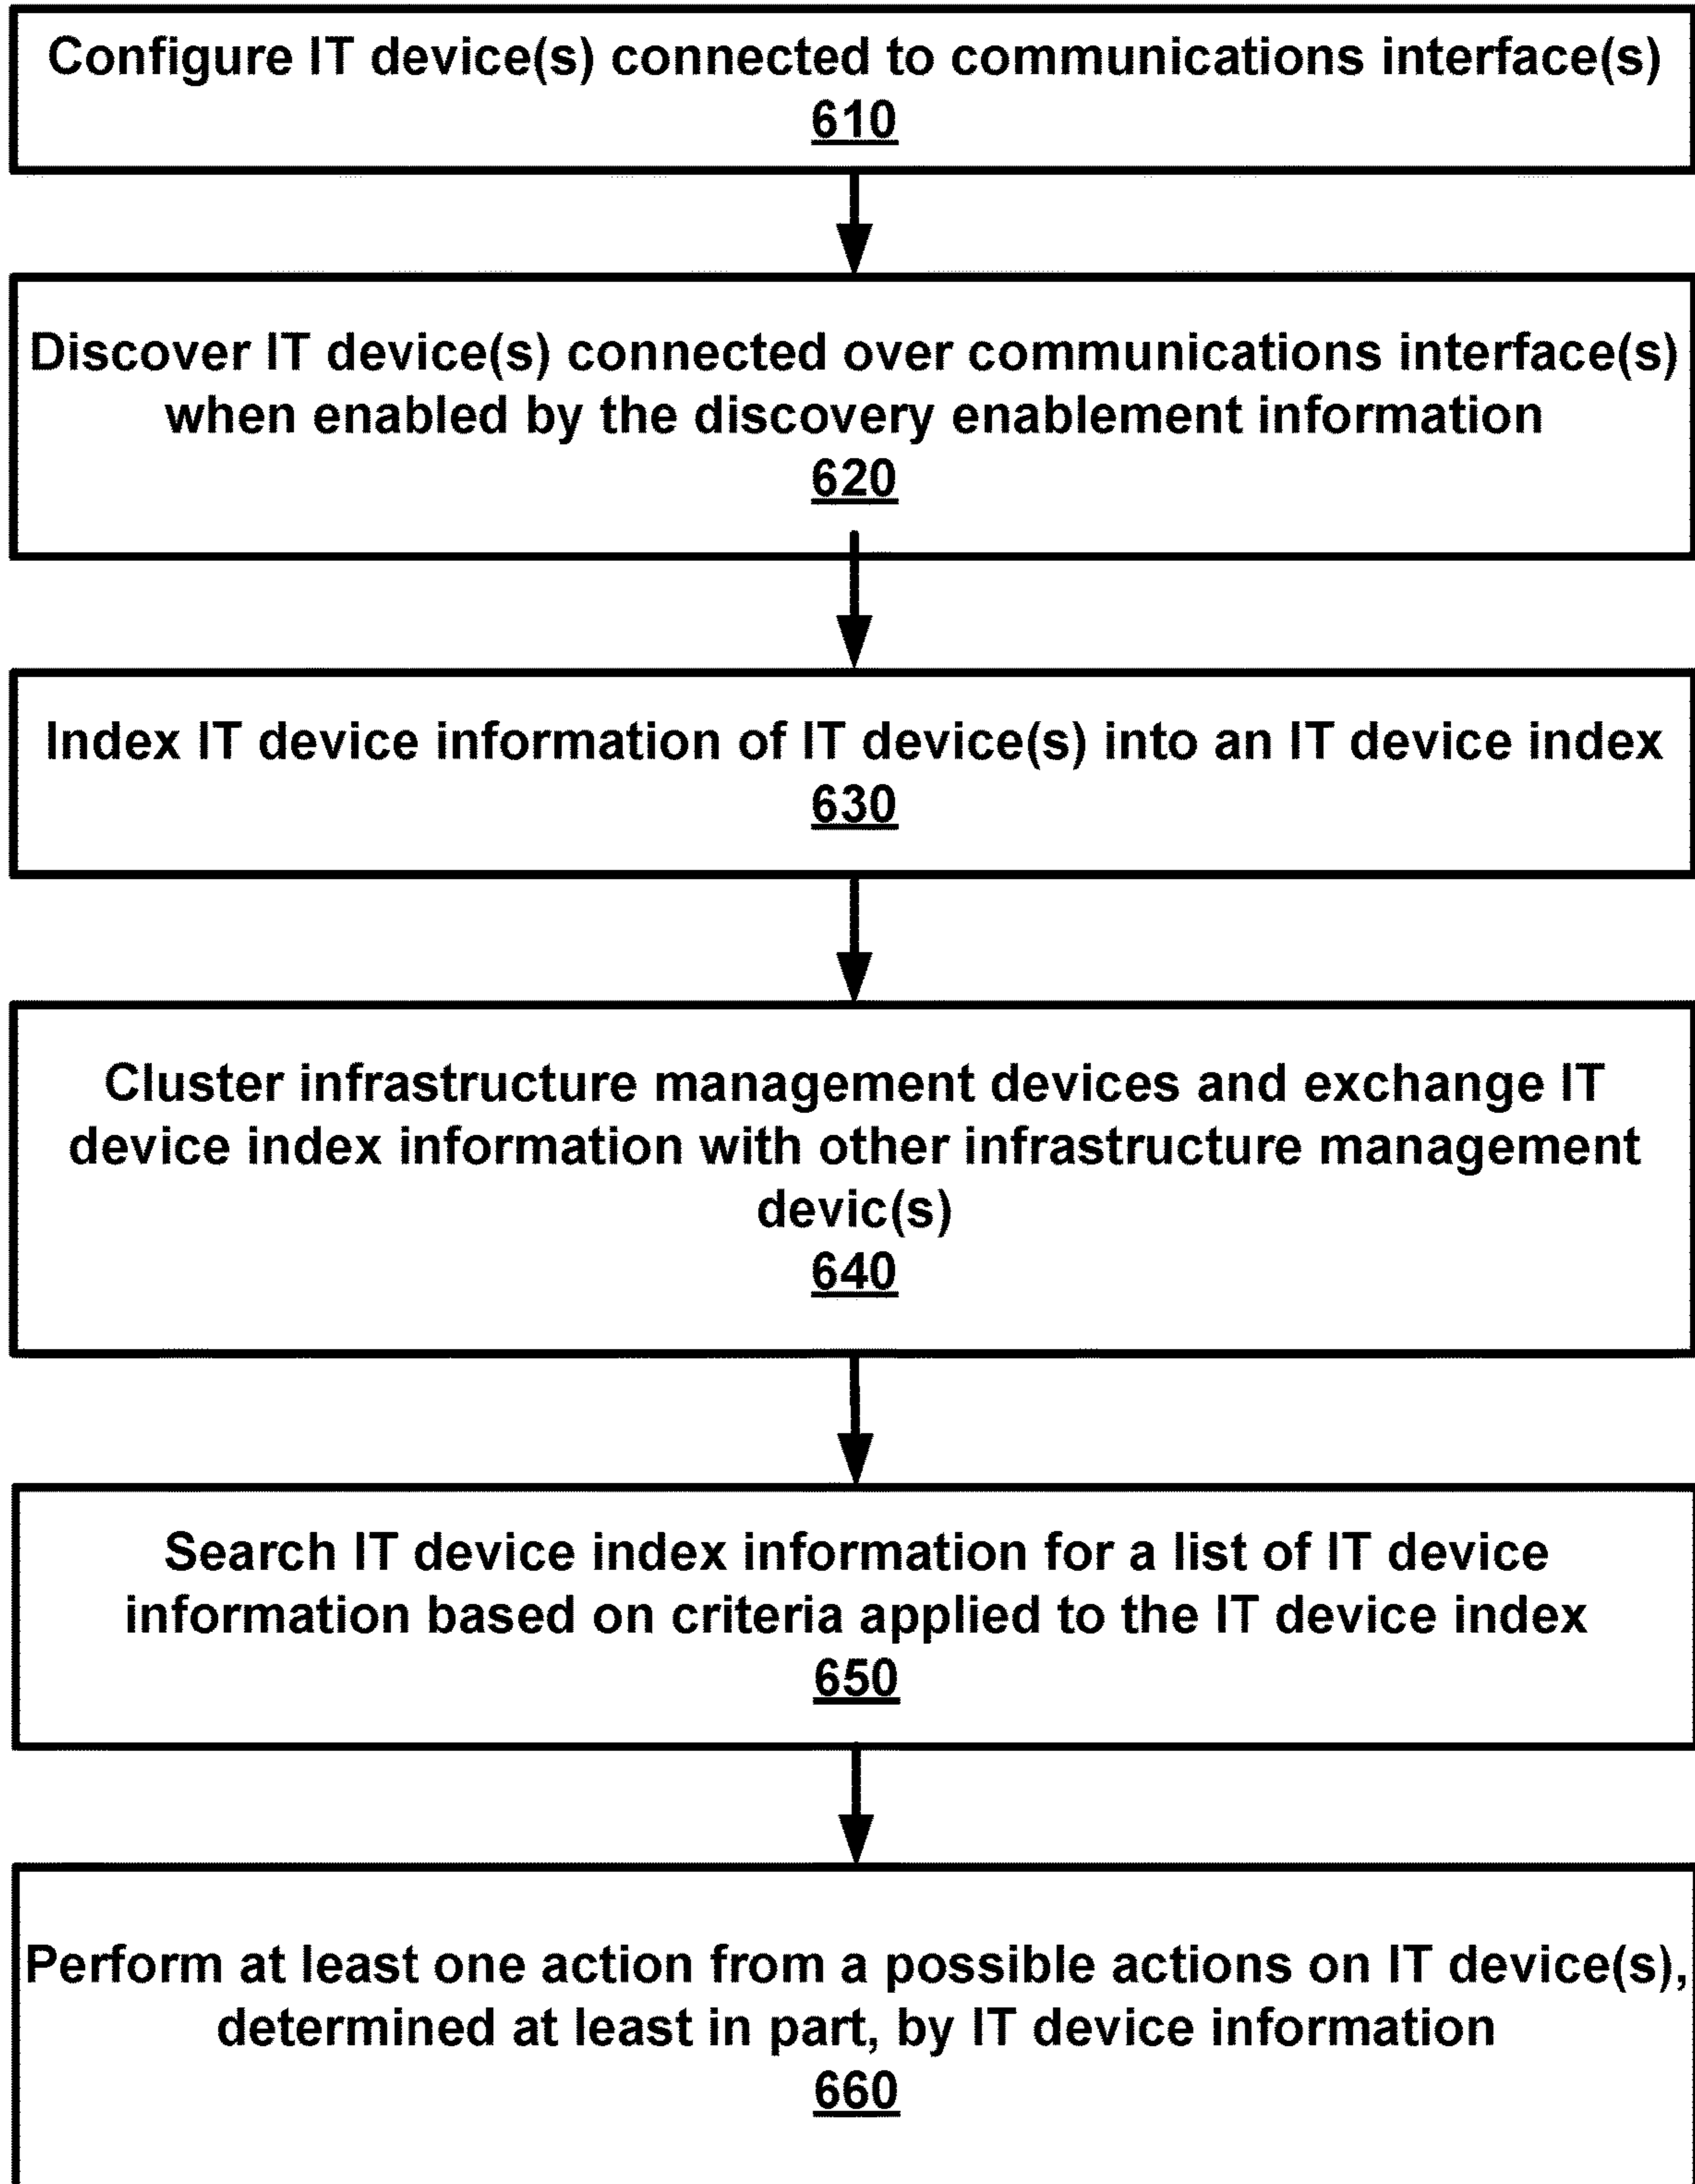 Configure IT device(s) connected to communications interface(s)
610
Discover IT device(s) connected over communications interface(s)
when enabled by the discovery enablement information
620
Index IT device information of IT device(s) into an IT device index
630
Cluster infrastructure management devices and exchange IT
device index information with other infrastructure management
devic(s)
640
Search IT device index information for a list of IT device
information based on criteria applied to the IT device index
650
Perform at least one action from a possible actions on IT device(s),
determined at least in part, by IT device information
660